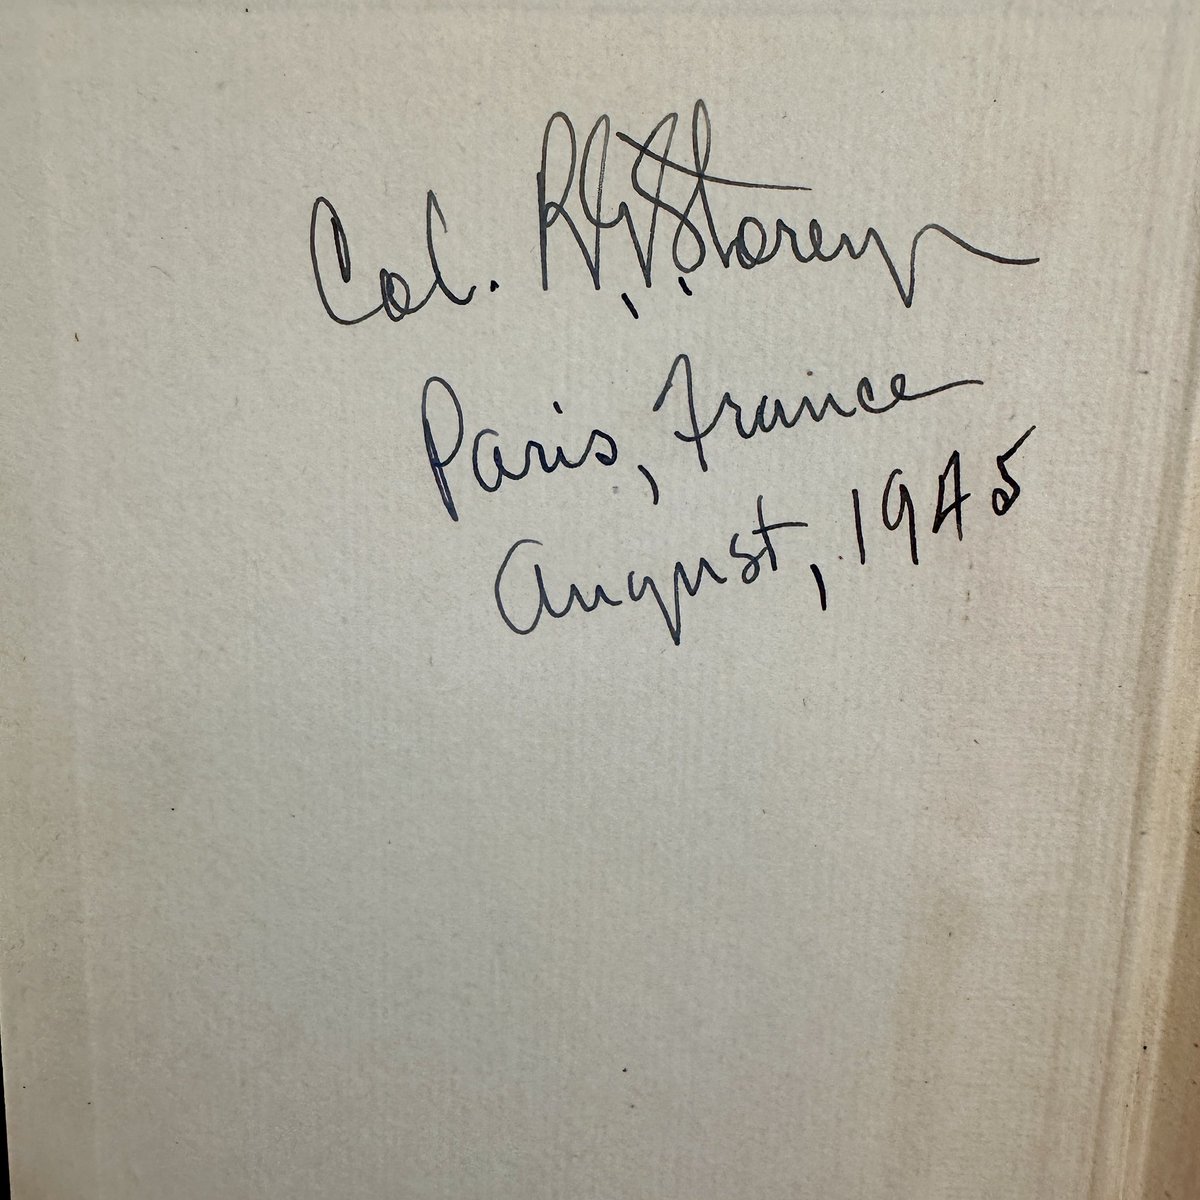 Col. R. G. Storey
Paris, France
August, 1945